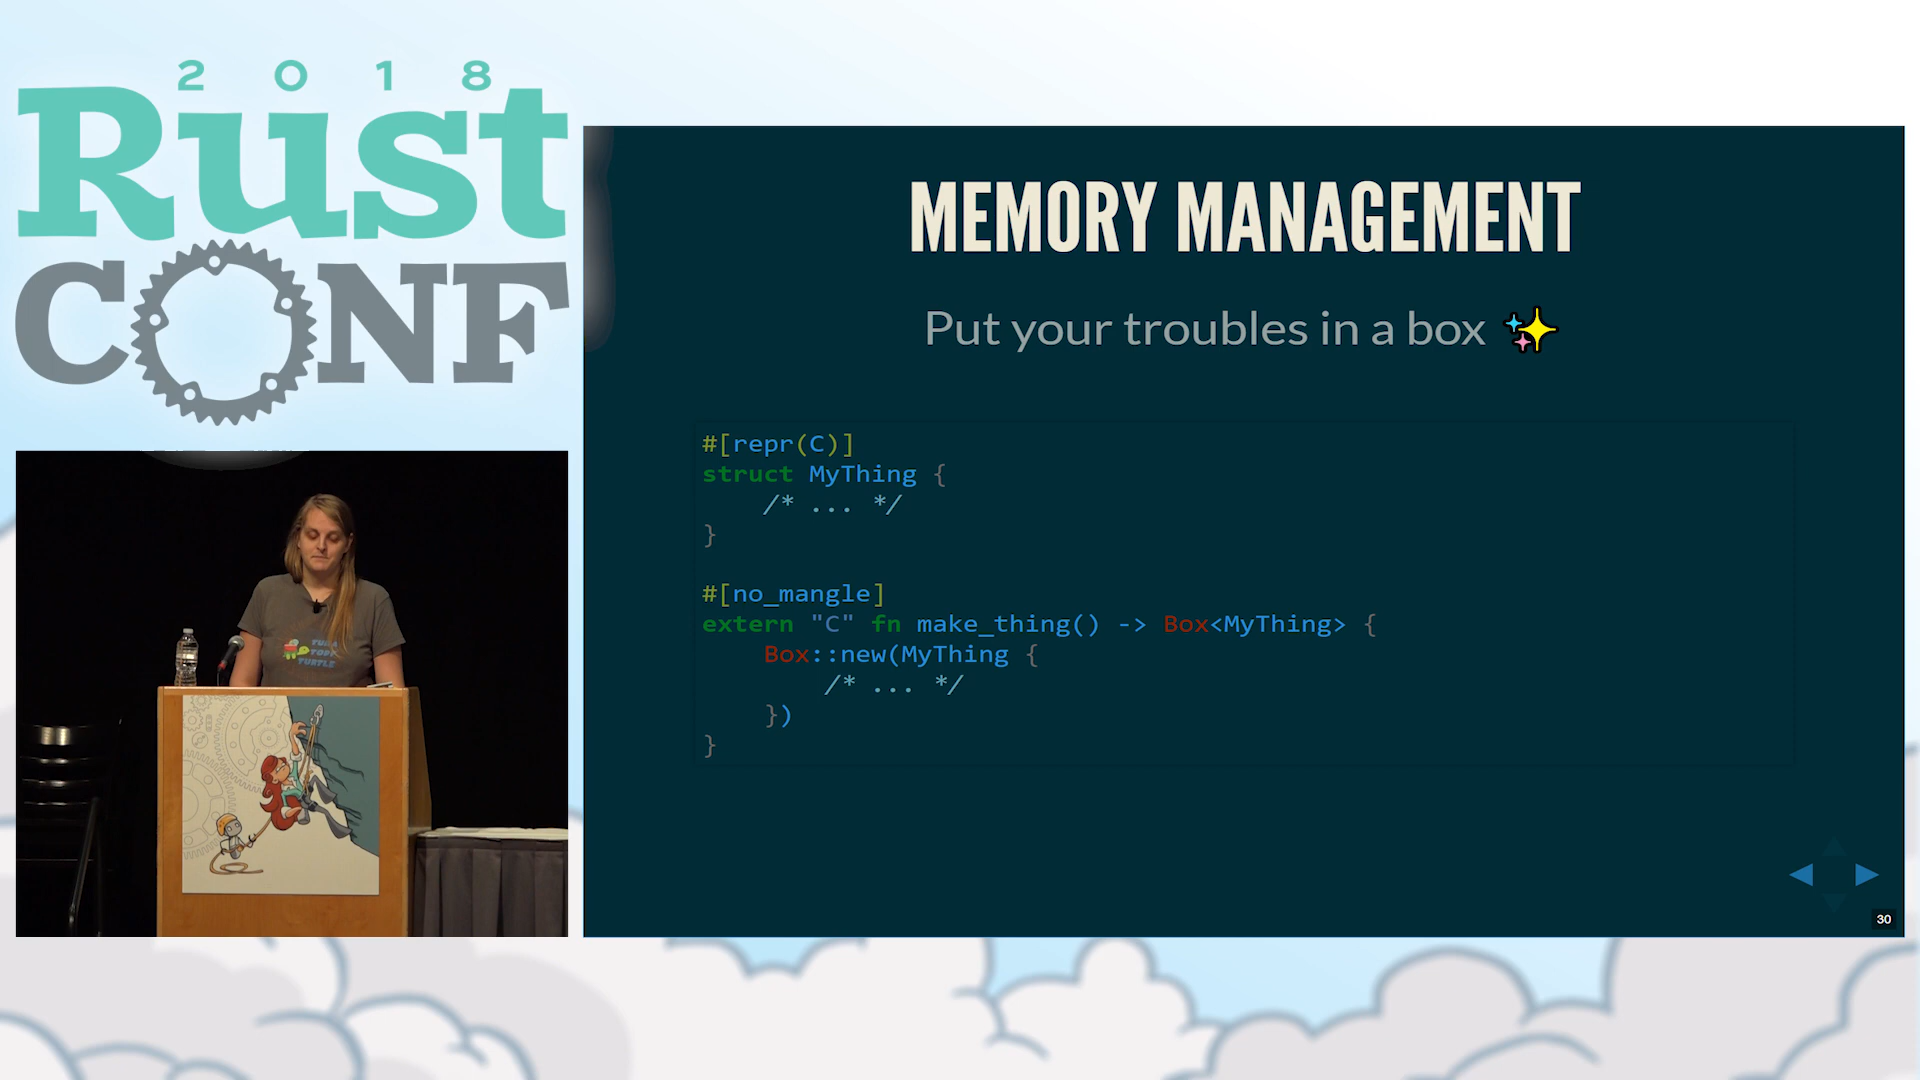 2018
Rust
CONF
MEMORY MANAGEMENT
Put your troubles in a box ✨
#[repr(C)]
struct MyThing {
    /* ... */
}
#[no_mangle]
extern "C" fn make_thing() -> Box<MyThing> {
    Box::new(MyThing {
        /* ... */
    })
}
30
TURTLE